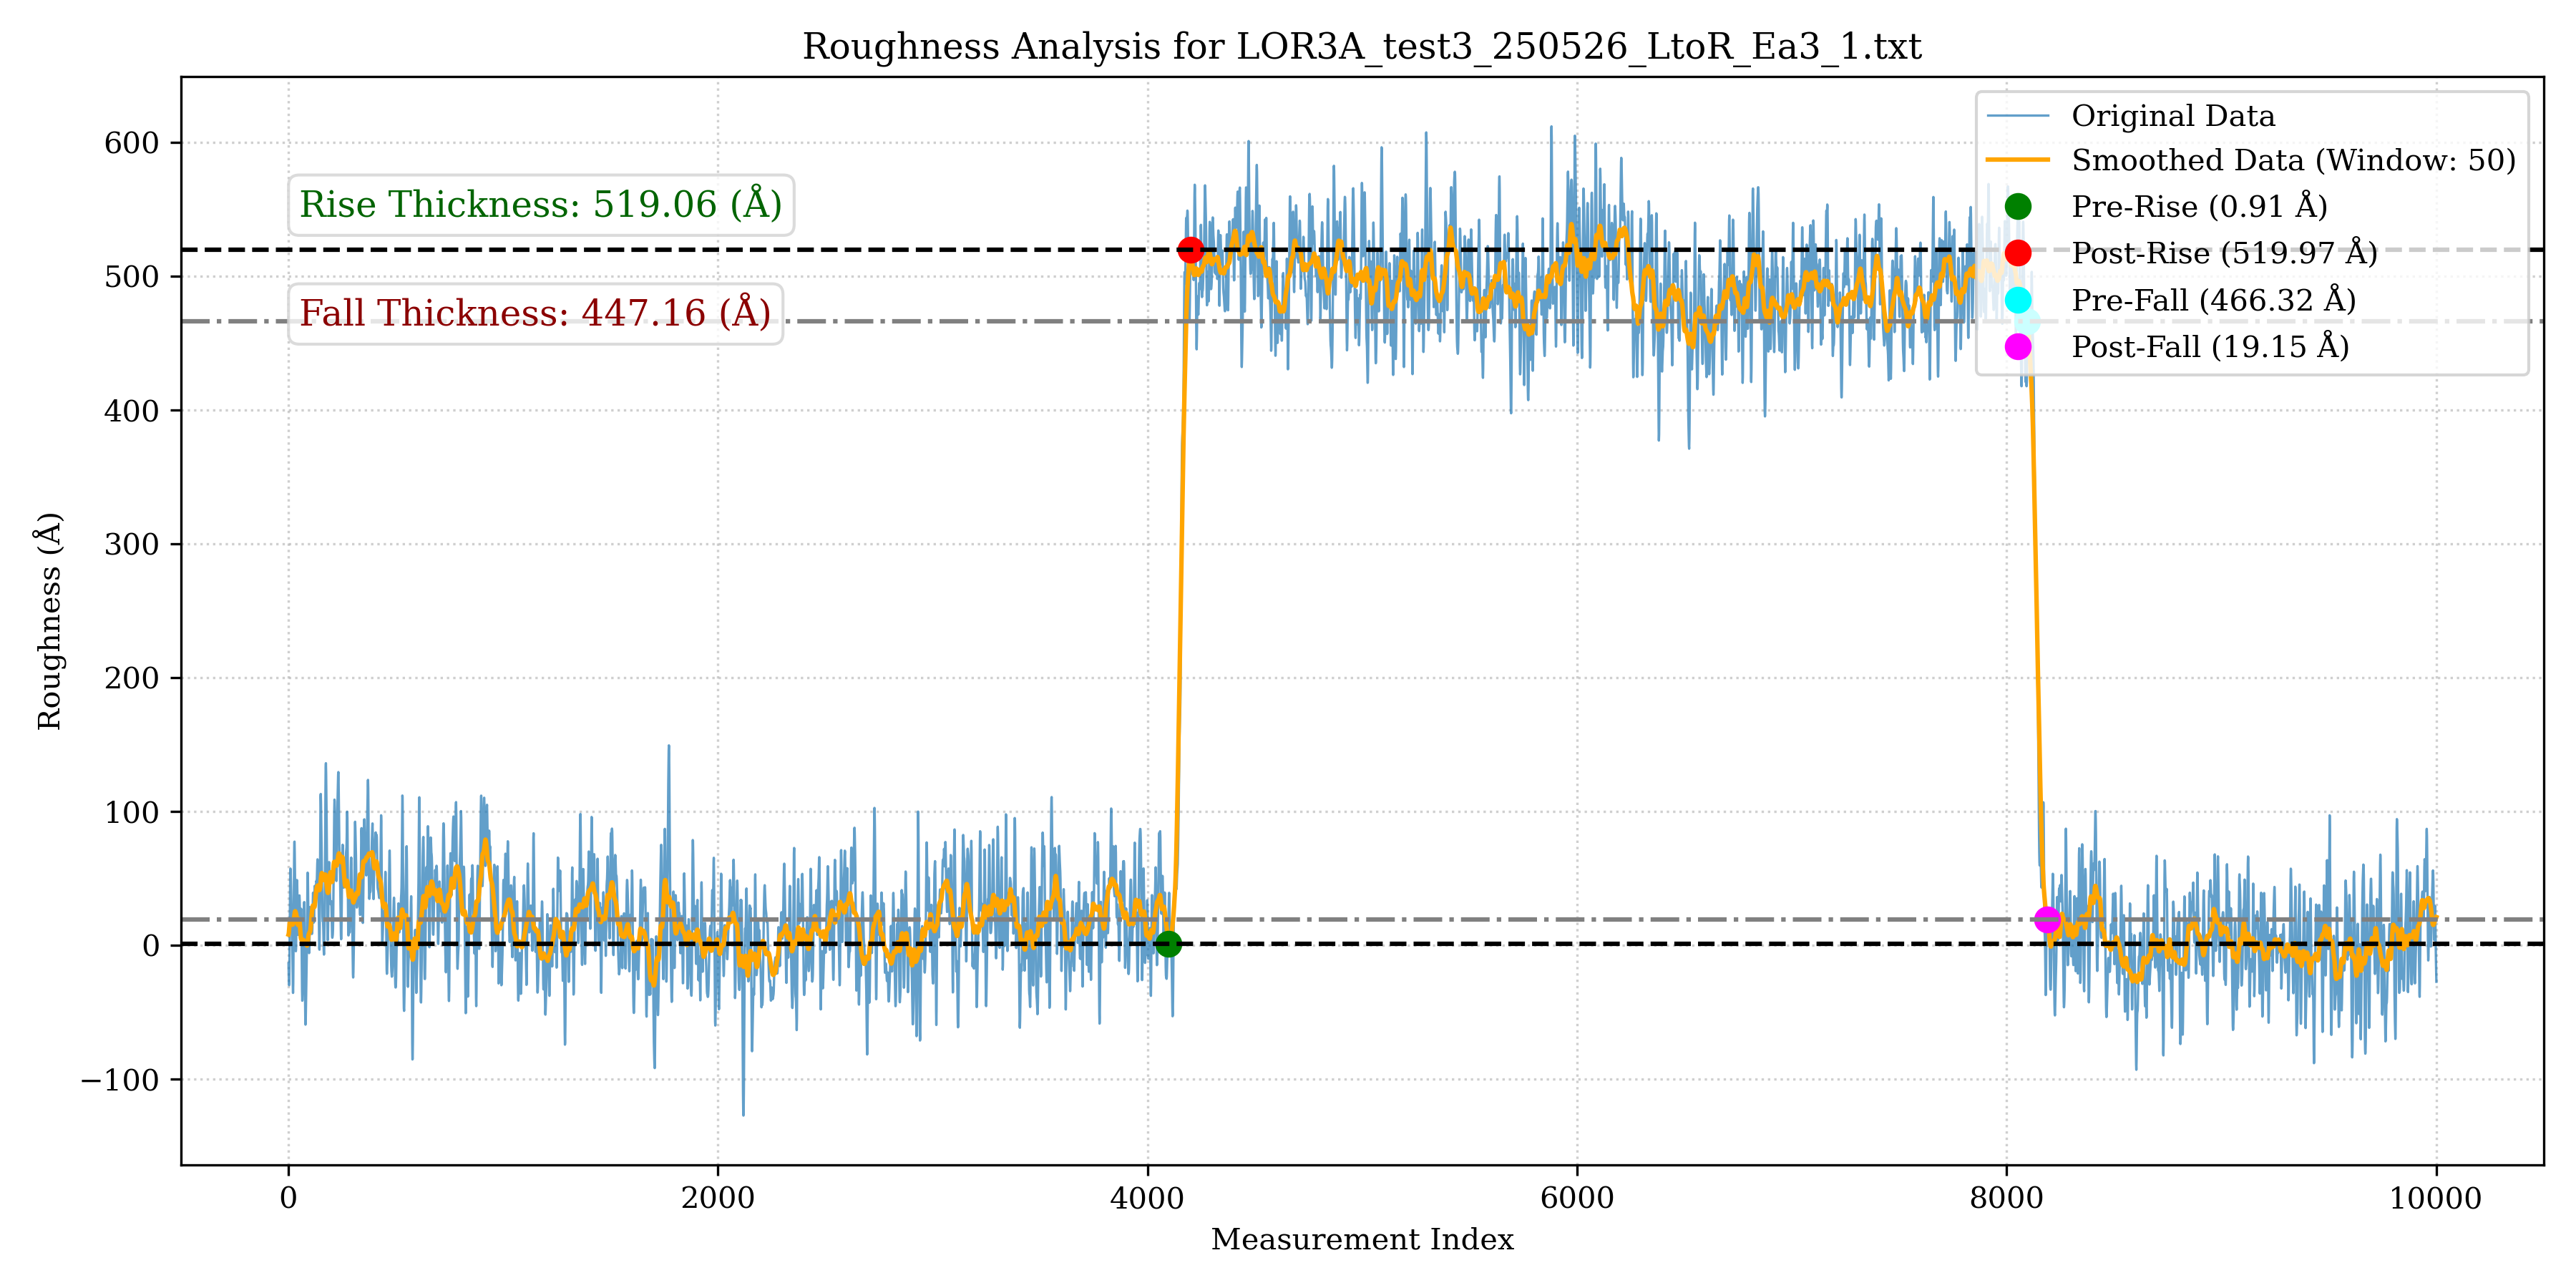 Roughness Analysis for LOR3A_test3_250526_LtoR_Ea3_1.txt
Original Data
Smoothed Data (Window: 50)
Pre-Rise (0.91 Å)
Post-Rise (519.97 Å)
Pre-Fall (466.32 Å)
Post-Fall (19.15 Å)
Rise Thickness: 519.06 (Å)
Fall Thickness: 447.16 (Å)
Roughness (Å)
600
500
400
300
200
100
0
−100
0
2000
4000
6000
8000
10000
Measurement Index